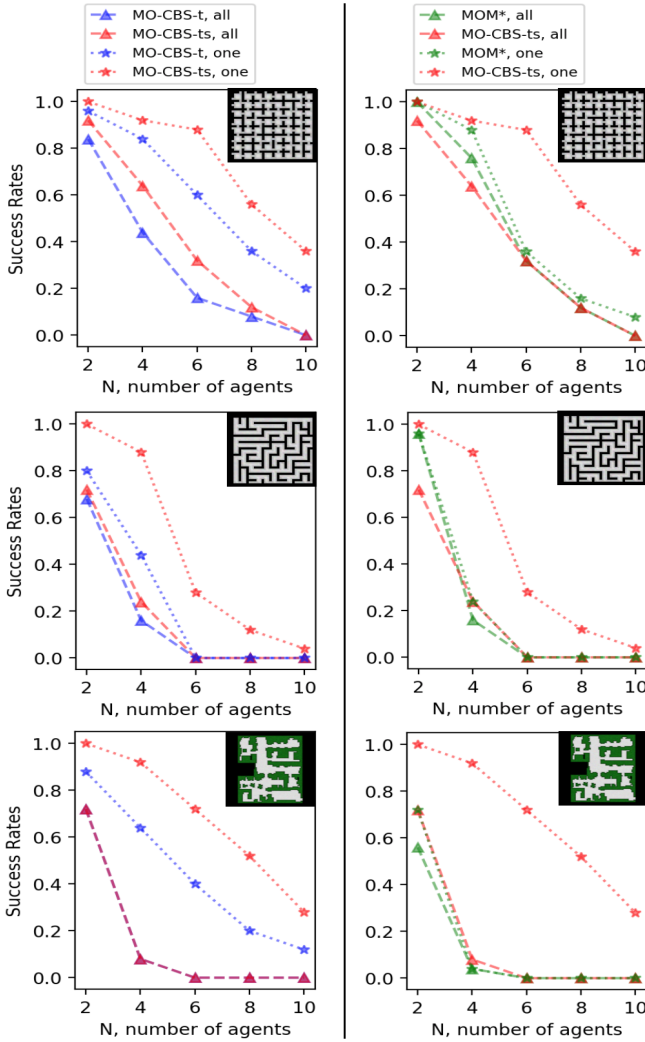 MO-CBS-t, all
MO-CBS-ts, all
MO-CBS-t, one
MO-CBS-ts, one
MOM*, all
MO-CBS-ts, all
MOM*, one
MO-CBS-ts, one
1.0
0.8
0.6
0.4
0.2
0.0
Success Rates
2 4 6 8 10
N, number of agents
1.0
0.8
0.6
0.4
0.2
0.0
2 4 6 8 10
N, number of agents
1.0
0.8
0.6
0.4
0.2
0.0
Success Rates
2 4 6 8 10
N, number of agents
1.0
0.8
0.6
0.4
0.2
0.0
2 4 6 8 10
N, number of agents
1.0
0.8
0.6
0.4
0.2
0.0
Success Rates
2 4 6 8 10
N, number of agents
1.0
0.8
0.6
0.4
0.2
0.0
2 4 6 8 10
N, number of agents